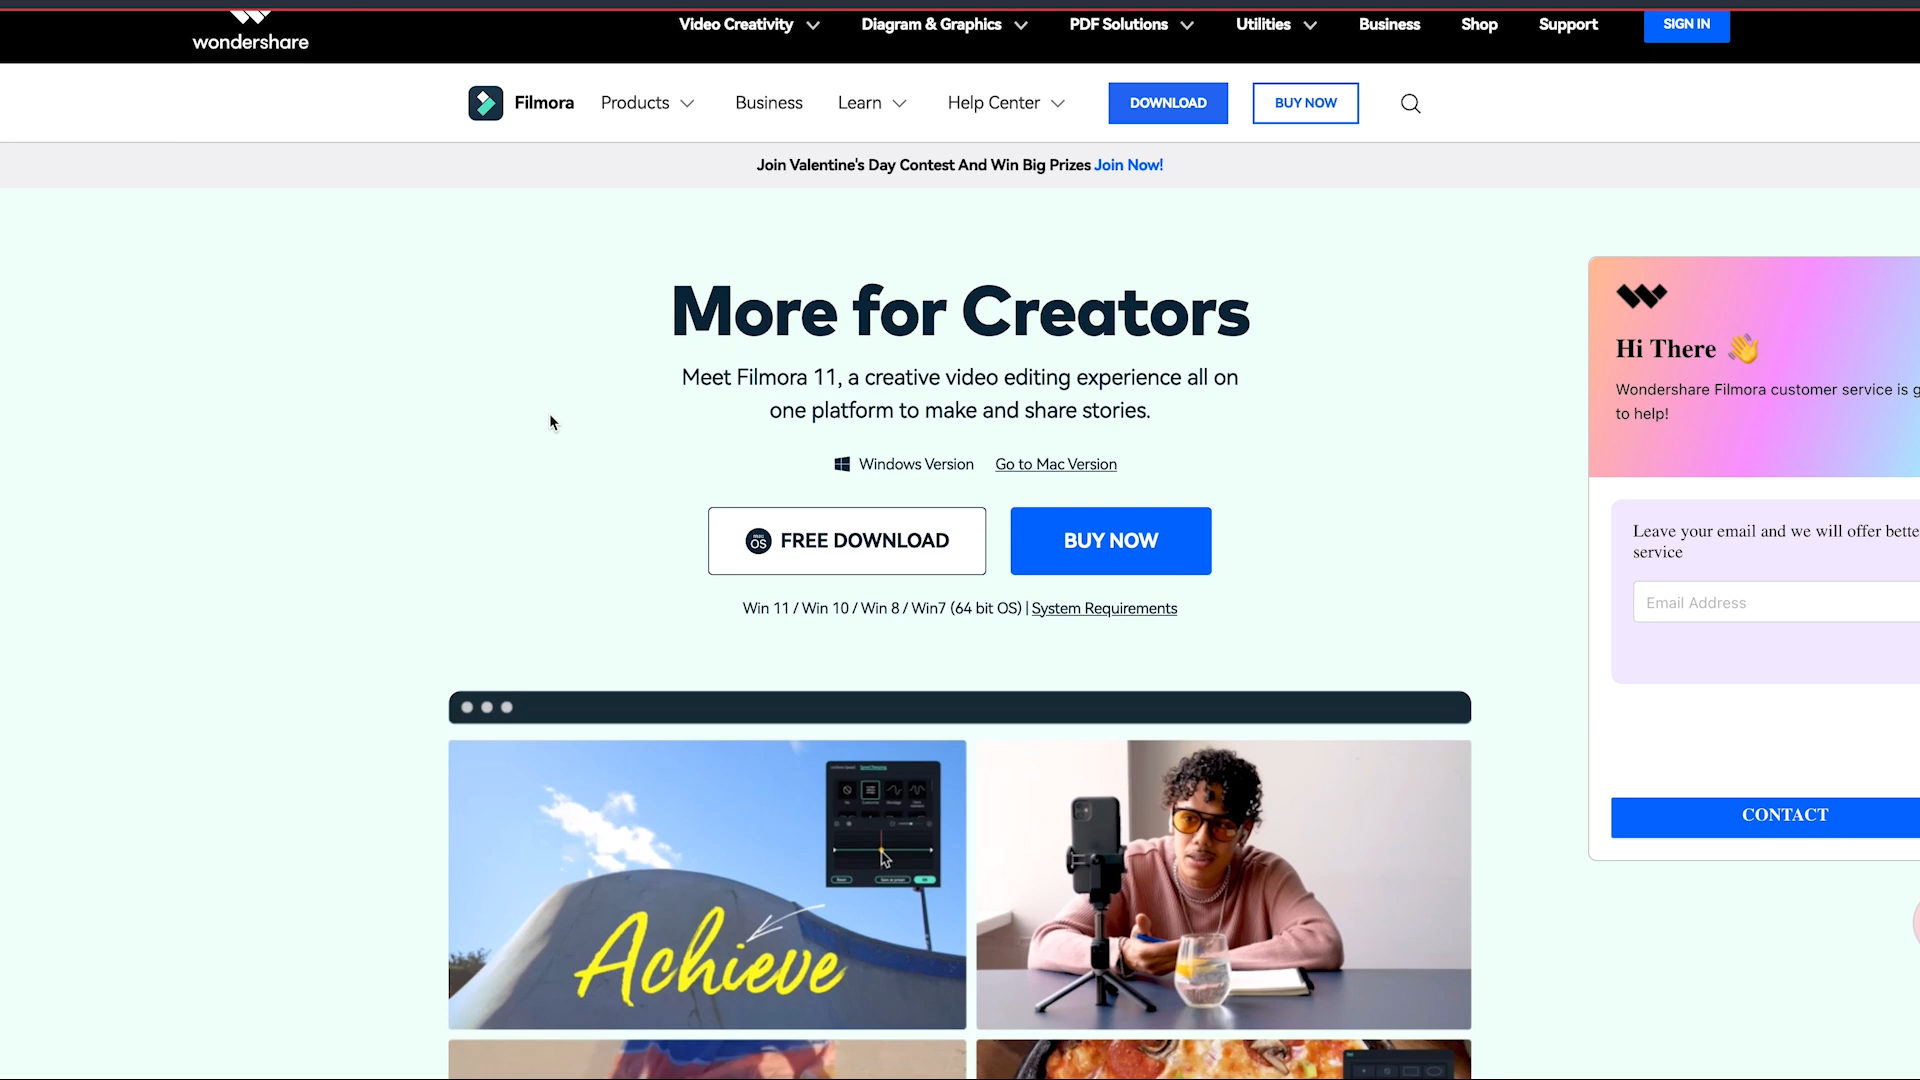 wondershare
Video Creativity
Diagram & Graphics
PDF Solutions
Utilities
Business
Shop
Support
SIGN IN
Filmora
Products
Business
Learn
Help Center
DOWNLOAD
BUY NOW
Join Valentine's Day Contest And Win Big Prizes Join Now!
More for Creators
Meet Filmora 11, a creative video editing experience all on
one platform to make and share stories.
Windows Version Go to Mac Version
mac
OS
FREE DOWNLOAD
BUY NOW
Win 11 / Win 10 / Win 8 / Win7 (64 bit OS) | System Requirements
Hi There 👋
Wondershare Filmora customer service is g
to help!
Leave your email and we will offer bette
service
Email Address
CONTACT
Achieve